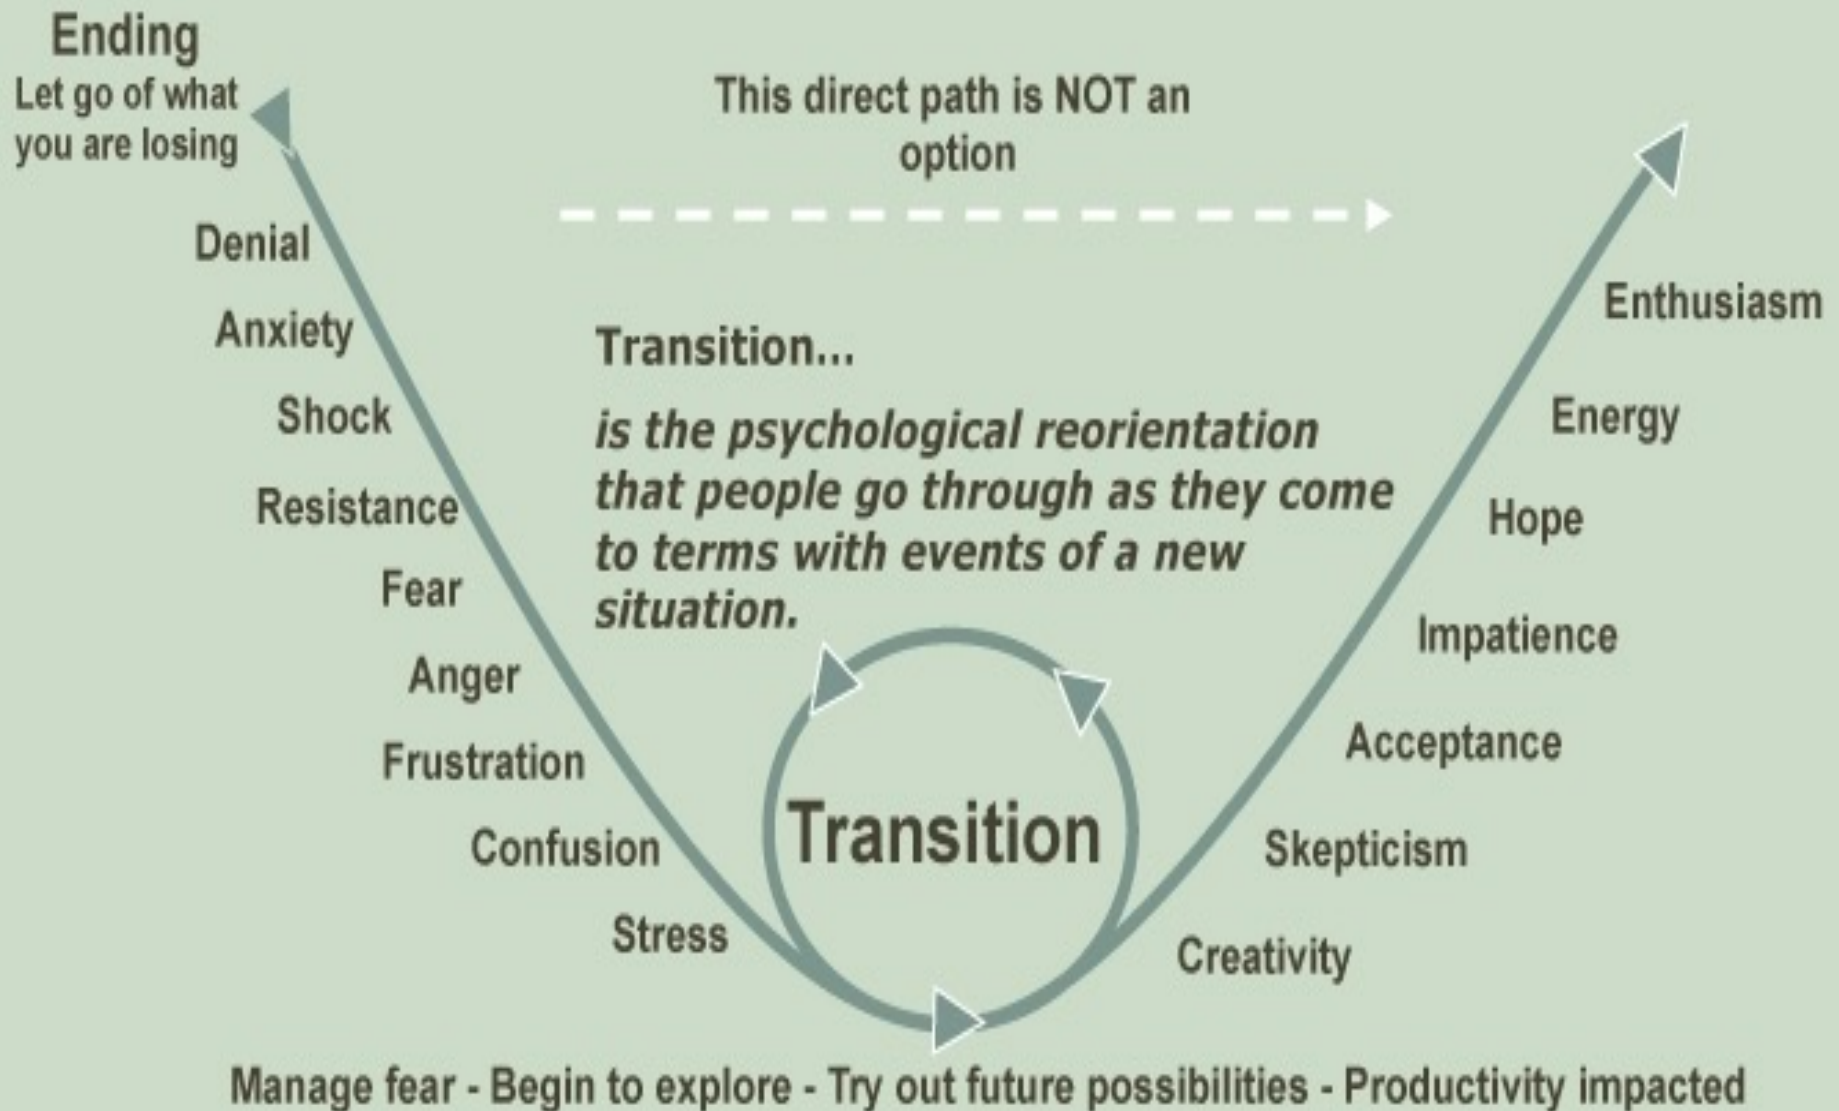 Ending
Let go of what
you are losing
This direct path is NOT an
option
Denial
Anxiety
Shock
Resistance
Fear
Anger
Frustration
Confusion
Stress
Transition...
is the psychological reorientation
that people go through as they come
to terms with events of a new
situation.
Transition
Enthusiasm
Energy
Hope
Impatience
Acceptance
Skepticism
Creativity
Manage fear - Begin to explore - Try out future possibilities - Productivity impacted